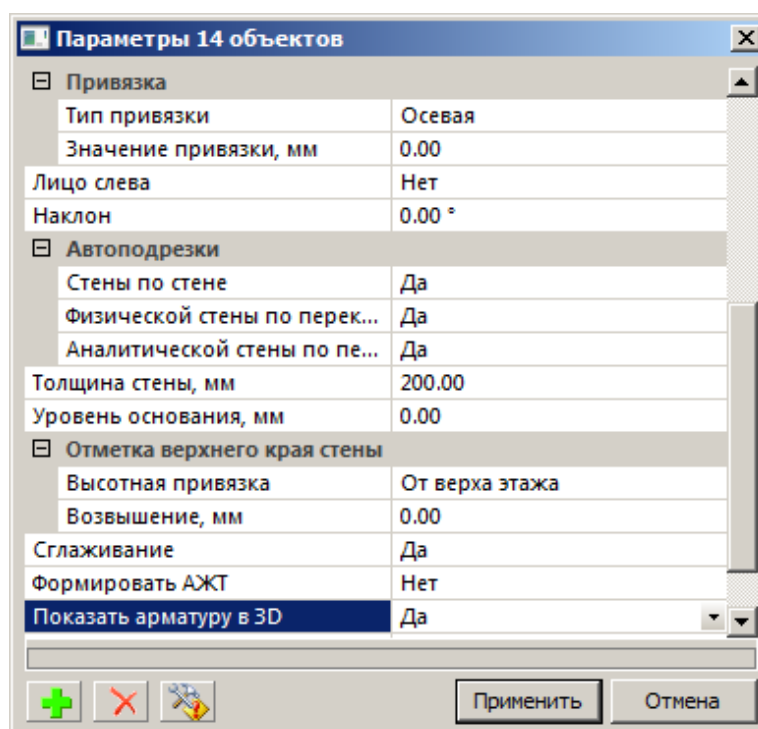 Параметры 14 объектов
Привязка
Тип привязки Осевая
Значение привязки, мм 0.00
Лицо слева Нет
Наклон 0.00 °
Автоподрезки
Стены по стене Да
Физической стены по перек... Да
Аналитической стены по пе... Да
Толщина стены, мм 200.00
Уровень основания, мм 0.00
Отметка верхнего края стены
Высотная привязка От верха этажа
Возвышение, мм 0.00
Сглаживание Да
Формировать АЖТ Нет
Показать арматуру в 3D Да
Применить Отмена